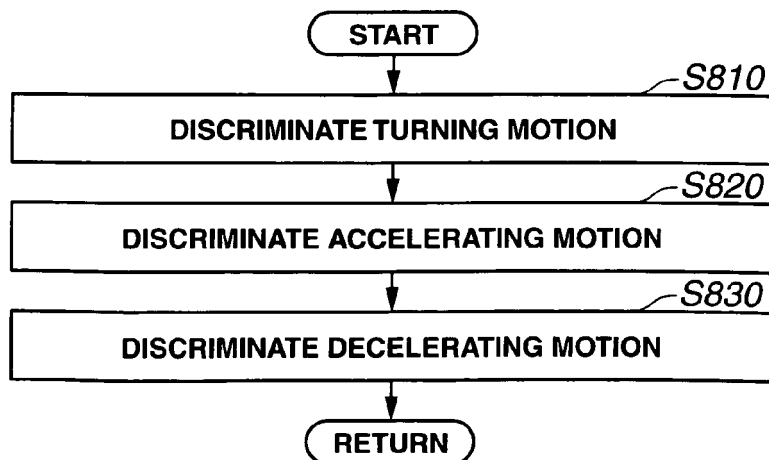 START
S810
DISCRIMINATE TURNING MOTION
S820
DISCRIMINATE ACCELERATING MOTION
S830
DISCRIMINATE DECELERATING MOTION
RETURN